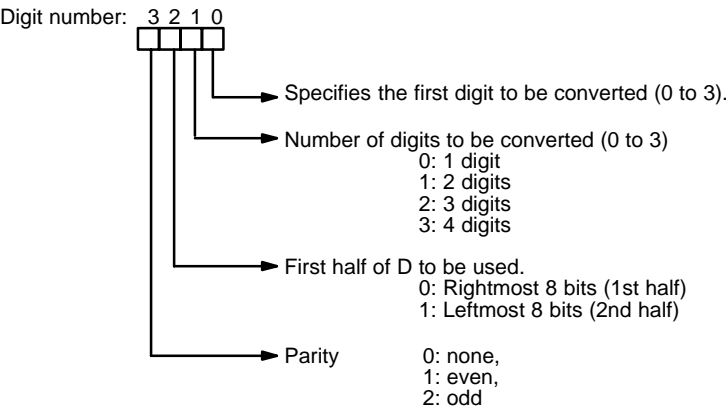 Digit number: 3 2 1 0
Specifies the first digit to be converted (0 to 3).
Number of digits to be converted (0 to 3)
0: 1 digit
1: 2 digits
2: 3 digits
3: 4 digits
First half of D to be used.
0: Rightmost 8 bits (1st half)
1: Leftmost 8 bits (2nd half)
Parity 0: none,
1: even,
2: odd